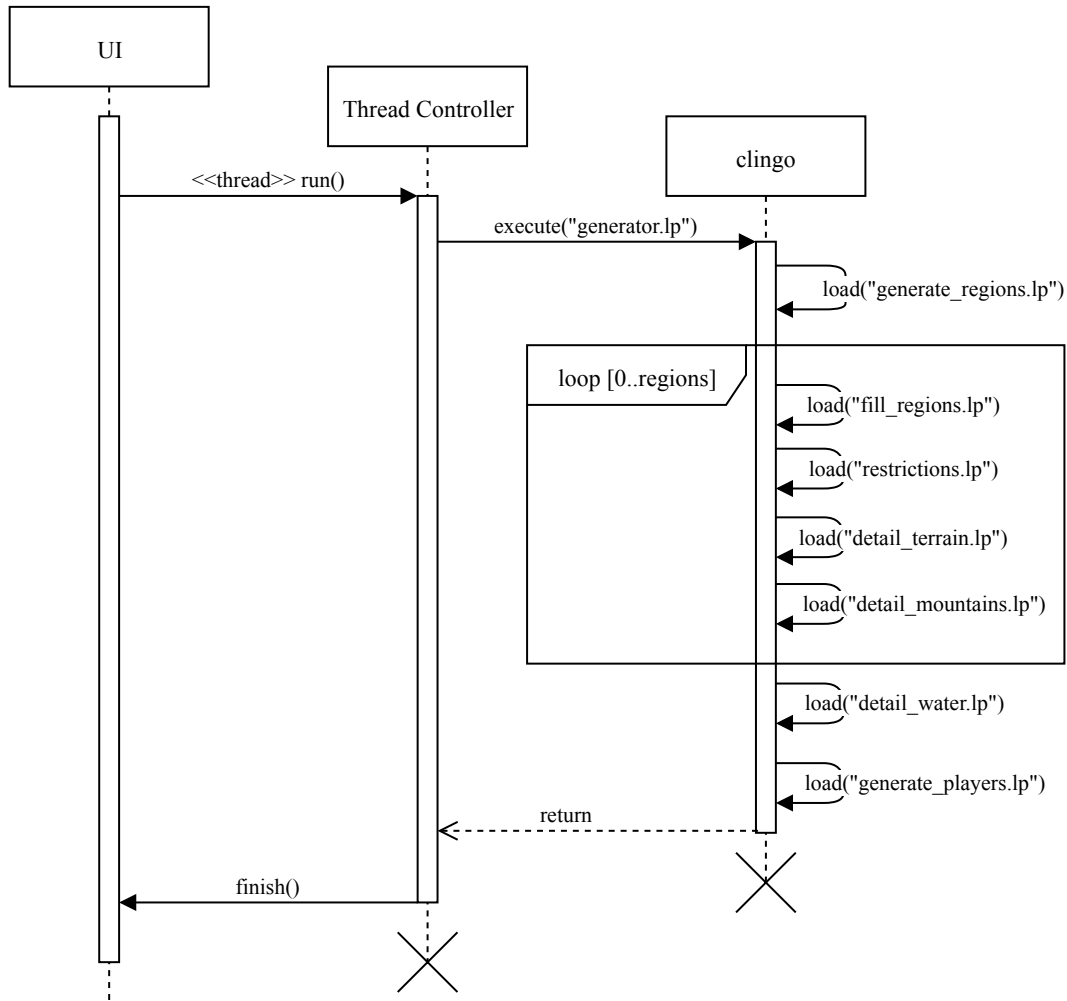 UI
Thread Controller
clingo
<<thread>> run()
execute("generator.lp")
load("generate_regions.lp")
loop [0..regions]
load("fill_regions.lp")
load("restrictions.lp")
load("detail_terrain.lp")
load("detail_mountains.lp")
load("detail_water.lp")
load("generate_players.lp")
return
finish()